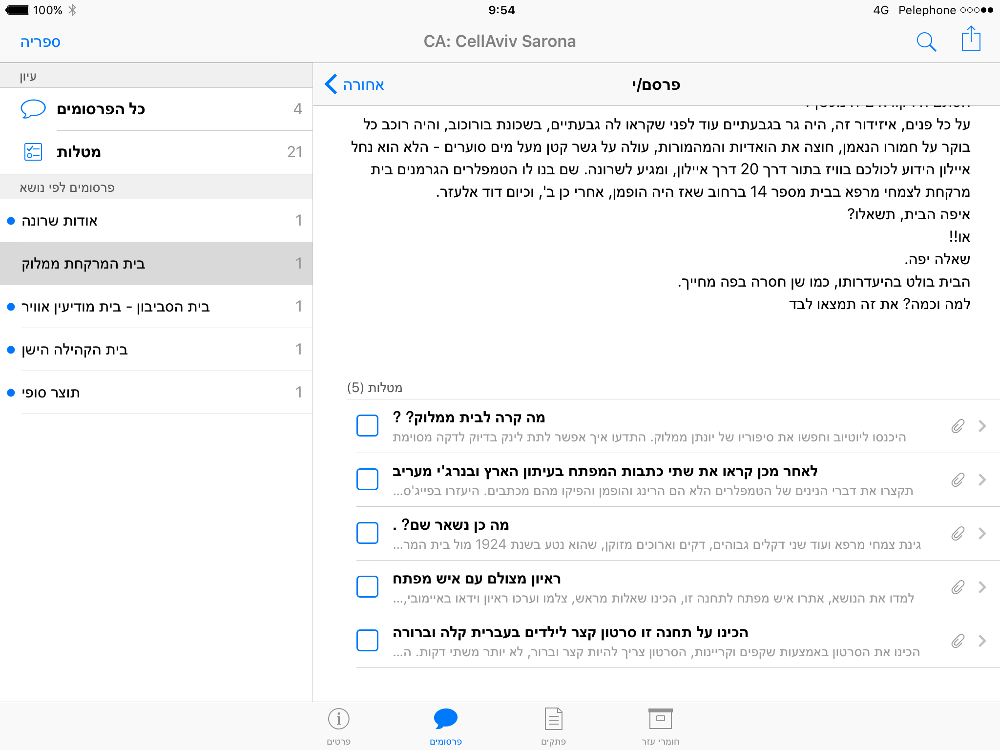 100%
9:54
4G Pelephone
ספריה
CA: CellAviv Sarona
עיון
כל הפרסומים 4
מטלות 21
פרסומים לפי נושא
אודות שרונה 1
בית המרקחת ממלוק 1
בית הסביבון - בית מודיעין אוויר 1
בית הקהילה הישן 1
תוצר סופי 1
אחורה
פרסם/י
על כל פנים, איזידור זה, היה גר בגבעתיים עוד לפני שקראו לה גבעתיים, בשכונת בורוכוב, והיה רוכב כל
בוקר על חמורו הנאמן, חוצה את הואדיות והמהמורות, עולה על גשר קטן מעל מים סוערים - הלא הוא נחל
איילון הידוע לכולכם בוויז בתור דרך 20 דרך איילון, ומגיע לשרונה. שם בנו לו הטמפלרים הגרמנים בית
מרקחת לצמחי מרפא בבית מספר 14 ברחוב שאז היה הופמן, אחרי כן ב', וכיום דוד אלעזר.
איפה הבית, תשאלו?
או!!
שאלה יפה.
הבית בולט בהיעדרותו, כמו שן חסרה בפה מחייך.
למה וכמה? את זה תמצאו לבד
מטלות (5)
מה קרה לבית ממלוק? ?
היכנסו ליוטיוב וחפשו את סיפוריו של יונתן ממלוק. התדעו איך אפשר לתת לינק בדיוק לדקה מסוימת
לאחר מכן קראו את שתי כתבות המפתח בעיתון הארץ ובנרג'י מעריב
תקצרו את דברי הנינים של הטמפלרים הלא הם הרינג והופמן והפיקו מהם מכתבים. היעזרו בפייג'ס...
מה כן נשאר שם? .
גינת צמחי מרפא ועוד שני דקלים גבוהים, דקים וארוכים מזוקן, שהוא נטע בשנת 1924 מול בית המר...
ראיון מצולם עם איש מפתח
למדו את הנושא, אתרו איש מפתח לתחנה זו, הכינו שאלות מראש, צלמו וערכו ראיון וידאו באיימובי,...
הכינו על תחנה זו סרטון קצר לילדים בעברית קלה וברורה
הכינו את הסרטון באמצעות שקפים וקריינות, הסרטון צריך להיות קצר וברור, לא יותר משתי דקות. ה...
פרטים
פרסומים
פתקים
חומרי עזר